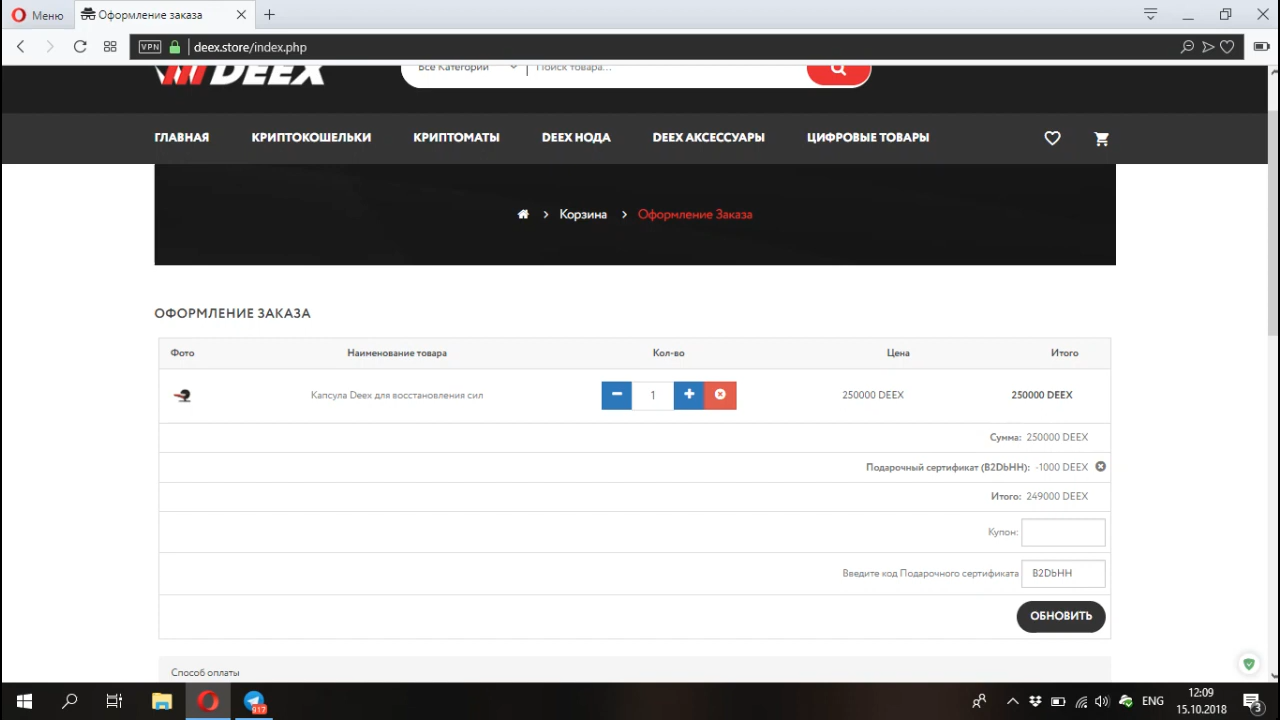 Меню
Оформление заказа
VPN
deex.store/index.php
DEEX
Все Категории
Поиск товара...
ГЛАВНАЯ
КРИПТОКОШЕЛЬКИ
КРИПТОМАТЫ
DEEX НОДА
DEEX АКСЕССУАРЫ
ЦИФРОВЫЕ ТОВАРЫ
Корзина
Оформление Заказа
ОФОРМЛЕНИЕ ЗАКАЗА
Фото
Наименование товара
Кол-во
Цена
Итого
Капсула Deex для восстановления сил
1
250000 DEEX
250000 DEEX
Сумма: 250000 DEEX
Подарочный сертификат (B2DbHH): -1000 DEEX
Итого: 249000 DEEX
Купон:
Введите код Подарочного сертификата
B2DbHH
ОБНОВИТЬ
Способ оплаты
917
ENG
12:09
15.10.2018
3